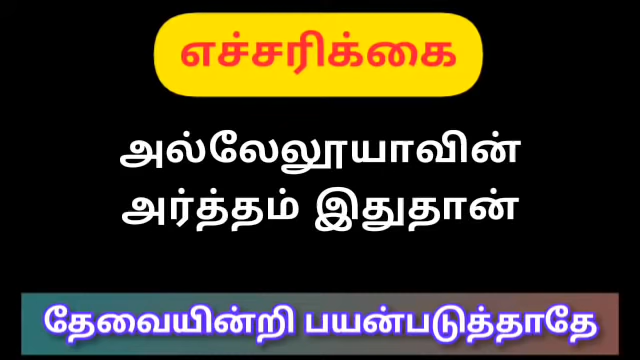 எச்சரிக்கை
அல்லேலூயாவின்
அர்த்தம் இதுதான்
தேவையின்றி பயன்படுத்தாதே